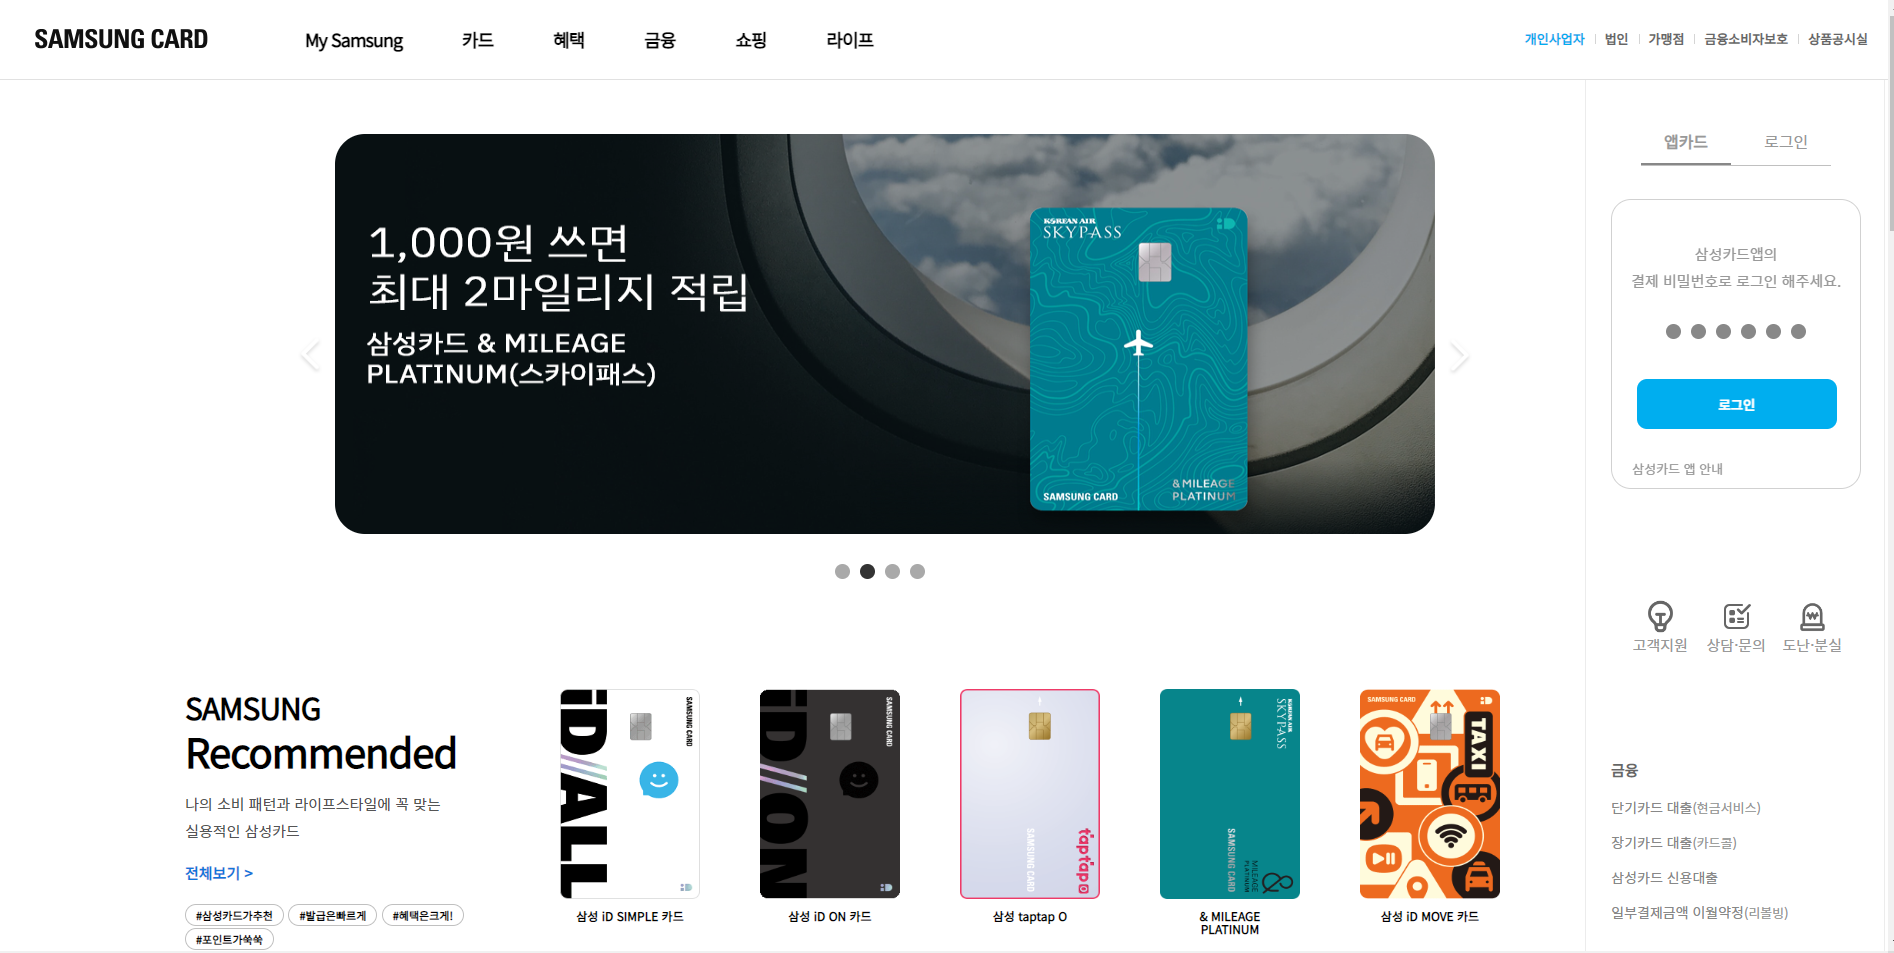 SAMSUNG CARD
My Samsung
카드
혜택
금융
쇼핑
라이프
개인사업자
법인
가맹점
금융소비자보호
상품공시실
1,000원 쓰면
최대 2마일리지 적립
삼성카드 & MILEAGE
PLATINUM(스카이패스)
KOREAN AIR
SKYPASS
SAMSUNG CARD
& MILEAGE
PLATINUM
앱카드
로그인
삼성카드앱의
결제 비밀번호로 로그인 해주세요.
로그인
삼성카드 앱 안내
고객지원
상담·문의
도난·분실
SAMSUNG
Recommended
나의 소비 패턴과 라이프스타일에 꼭 맞는
실용적인 삼성카드
전체보기 >
#삼성카드가추천
#발급은빠르게
#혜택은크게!
#포인트가쑥쑥
iD//ALL
SAMSUNG CARD
삼성 iD SIMPLE 카드
iD//ON
SAMSUNG CARD
삼성 iD ON 카드
SAMSUNG CARD
taptapO
삼성 taptap O
KOREAN AIR
SKYPASS
SAMSUNG CARD
MILEAGE
PLATINUM
& MILEAGE
PLATINUM
SAMSUNG CARD
TAXI
삼성 iD MOVE 카드
금융
단기카드 대출(현금서비스)
장기카드 대출(카드콜)
삼성카드 신용대출
일부결제금액 이월약정(리볼빙)